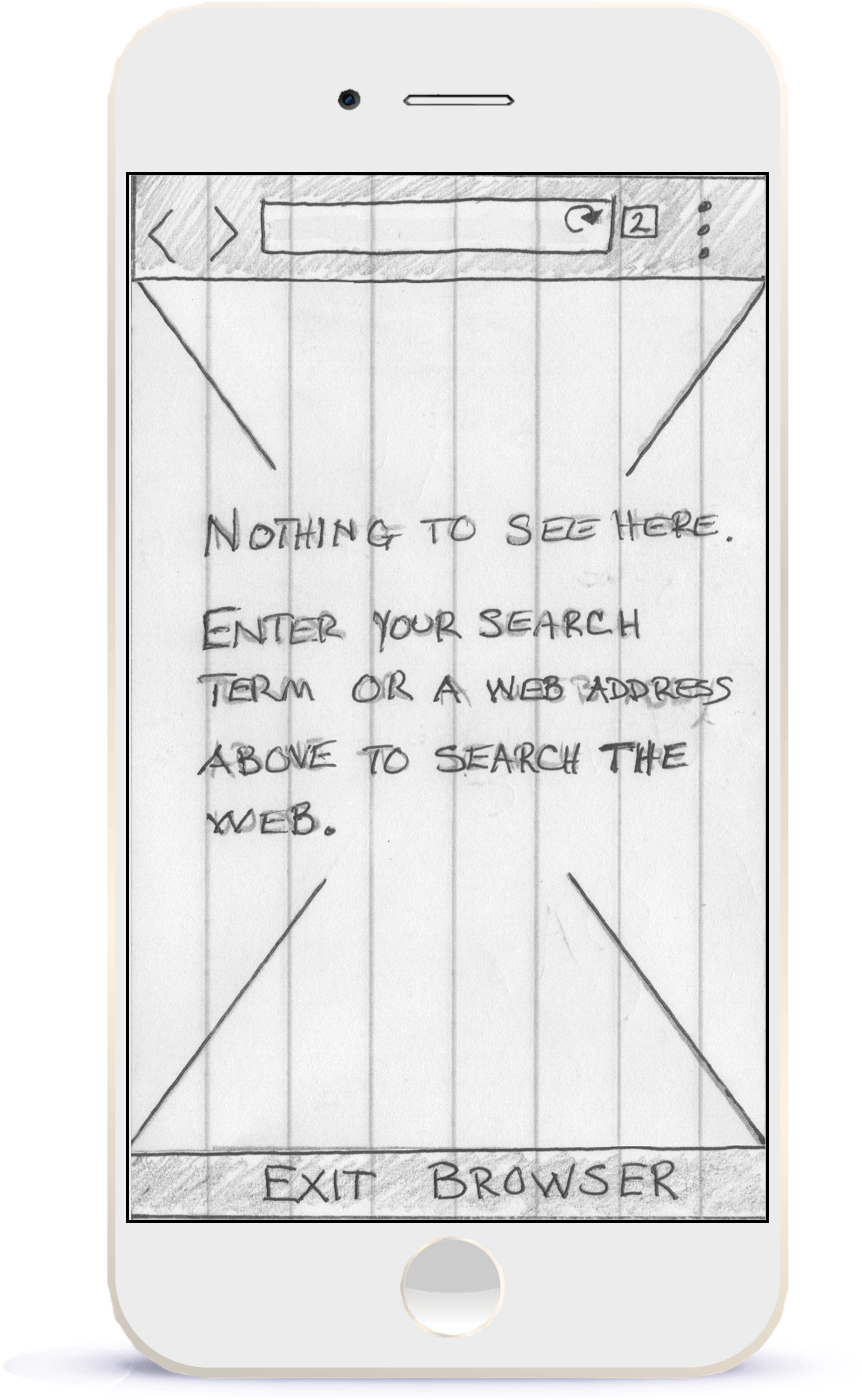 2
NOTHING TO SEE HERE.
ENTER YOUR SEARCH
TERM OR A WEB ADDRESS
ABOVE TO SEARCH THE
WEB.
EXIT BROWSER